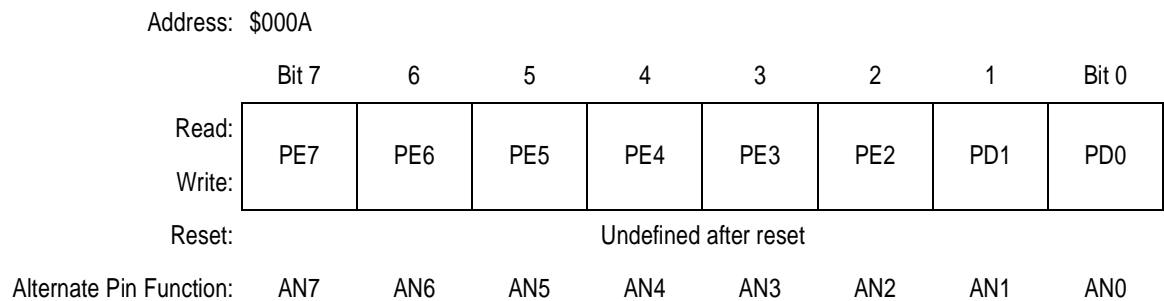 Address: $000A
Bit 7 6 5 4 3 2 1 Bit 0
Read:
PE7 PE6 PE5 PE4 PE3 PE2 PD1 PD0
Write:
Reset: Undefined after reset
Alternate Pin Function: AN7 AN6 AN5 AN4 AN3 AN2 AN1 AN0